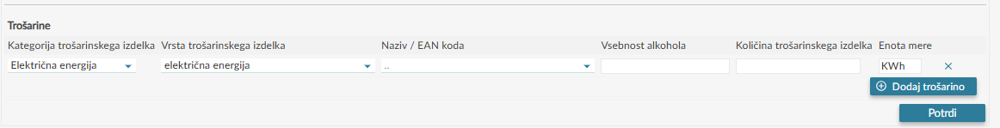 Trošarine
Kategorija trošarinskega izdelka Vrsta trošarinskega izdelka Naziv / EAN koda Vsebnost alkohola Količina trošarinskega izdelka Enota mere
Električna energija električna energija .. KWh
Dodaj trošarino
Potrdi